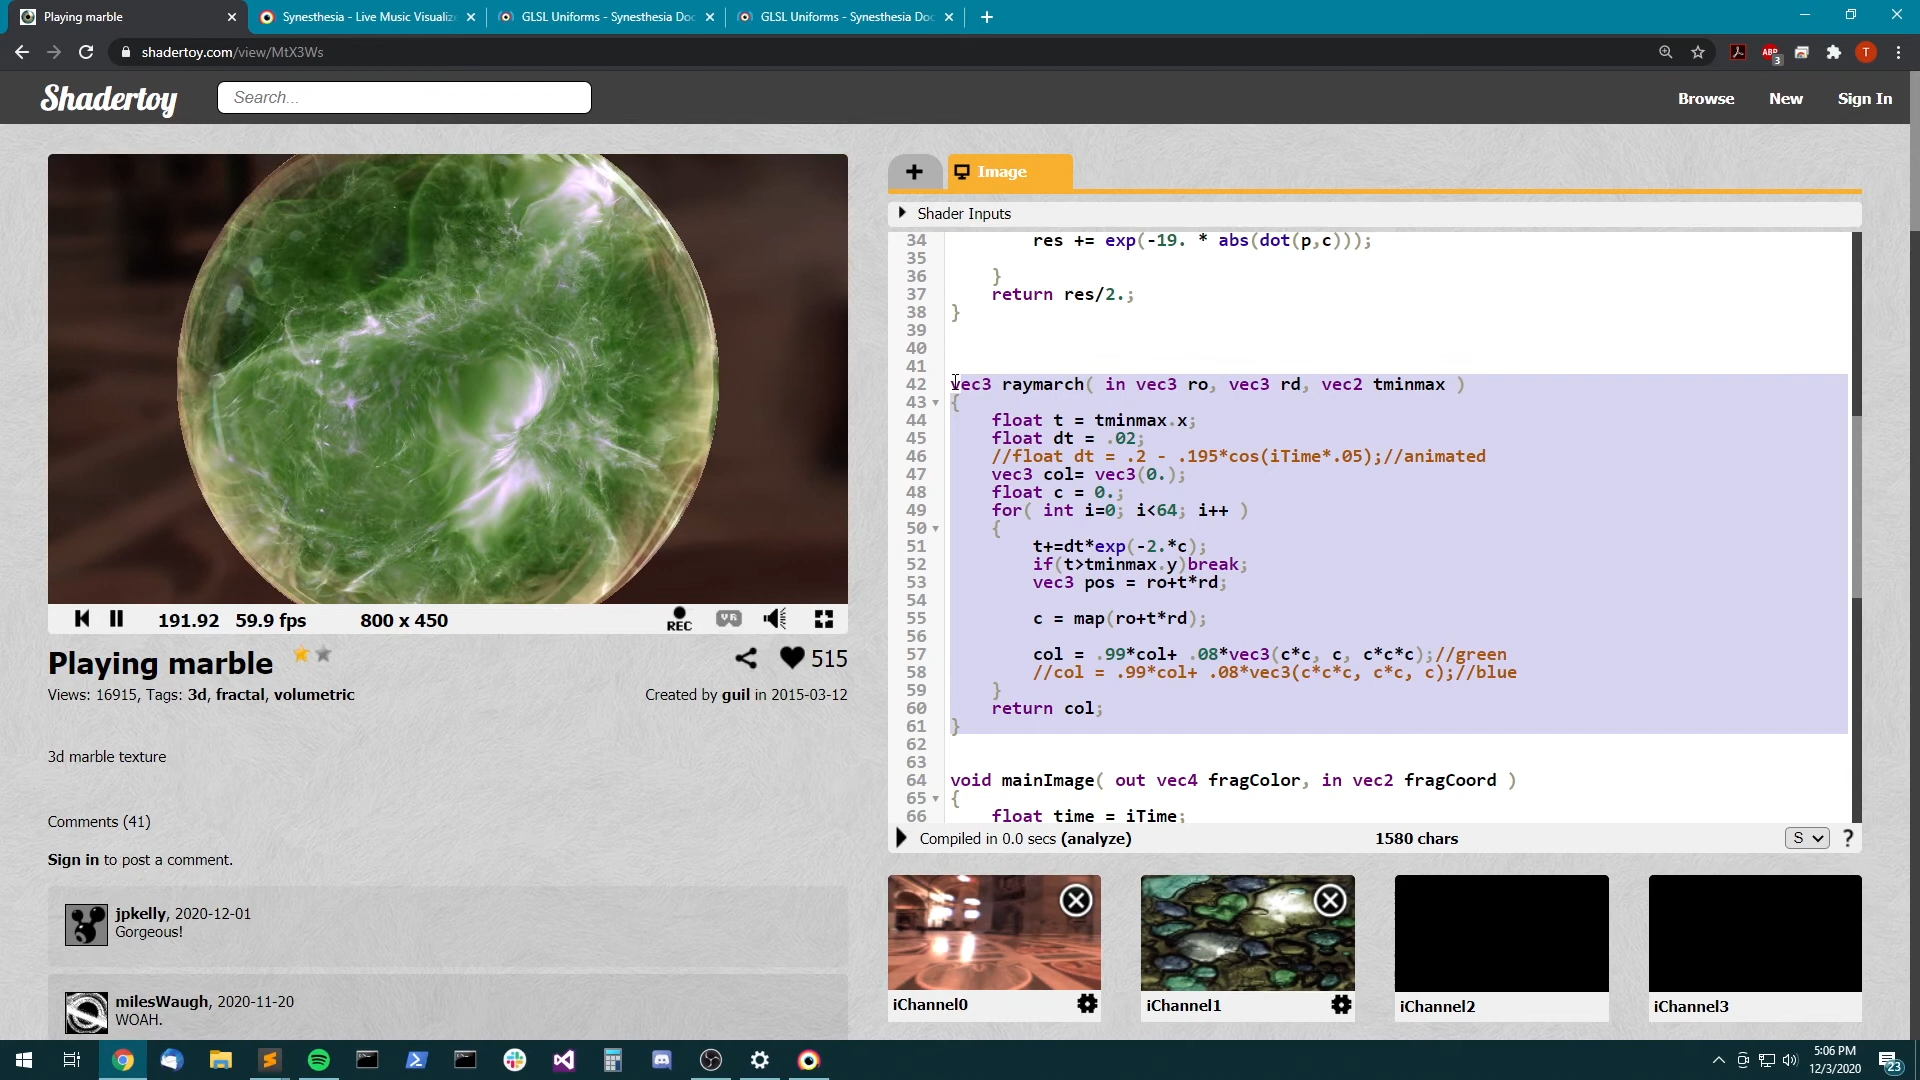 Playing marble
Synesthesia - Live Music Visualize
GLSL Uniforms - Synesthesia Doc
GLSL Uniforms - Synesthesia Doc
shadertoy.com/view/MtX3Ws
ABP
3
T
Shadertoy
Search...
Browse
New
Sign In
Image
Shader Inputs
34 res += exp(-19. * abs(dot(p,c)));
35
36 }
37 return res/2.;
38 }
39
40
41
42 vec3 raymarch( in vec3 ro, vec3 rd, vec2 tminmax )
43 {
44 float t = tminmax.x;
45 float dt = .02;
46 //float dt = .2 - .195*cos(iTime*.05);//animated
47 vec3 col= vec3(0.);
48 float c = 0.;
49 for( int i=0; i<64; i++ )
50 {
51 t+=dt*exp(-2.*c);
52 if(t>tminmax.y)break;
53 vec3 pos = ro+t*rd;
54
55 c = map(ro+t*rd);
56
57 col = .99*col+ .08*vec3(c*c, c, c*c*c);//green
58 //col = .99*col+ .08*vec3(c*c*c, c*c, c);//blue
59 }
60 return col;
61 }
62
63
64 void mainImage( out vec4 fragColor, in vec2 fragCoord )
65 {
66 float time = iTime;
191.92 59.9 fps 800 x 450
REC
VR
Playing marble
515
Views: 16915, Tags: 3d, fractal, volumetric
Created by guil in 2015-03-12
3d marble texture
Comments (41)
Sign in to post a comment.
jpkelly, 2020-12-01
Gorgeous!
milesWaugh, 2020-11-20
WOAH.
Compiled in 0.0 secs (analyze)
1580 chars
S
?
iChannel0
iChannel1
iChannel2
iChannel3
5:06 PM
12/3/2020
23